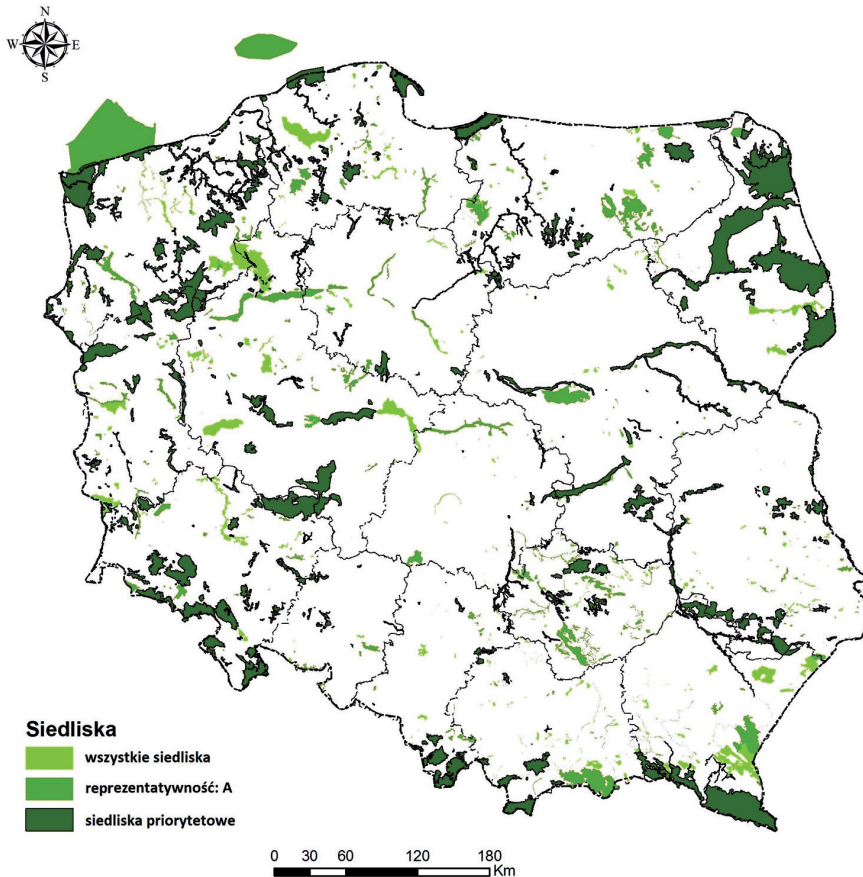 N
W E
S
Siedliska
wszystkie siedliska
reprezentatywność: A
siedliska priorytetowe
0 30 60 120 180
Km